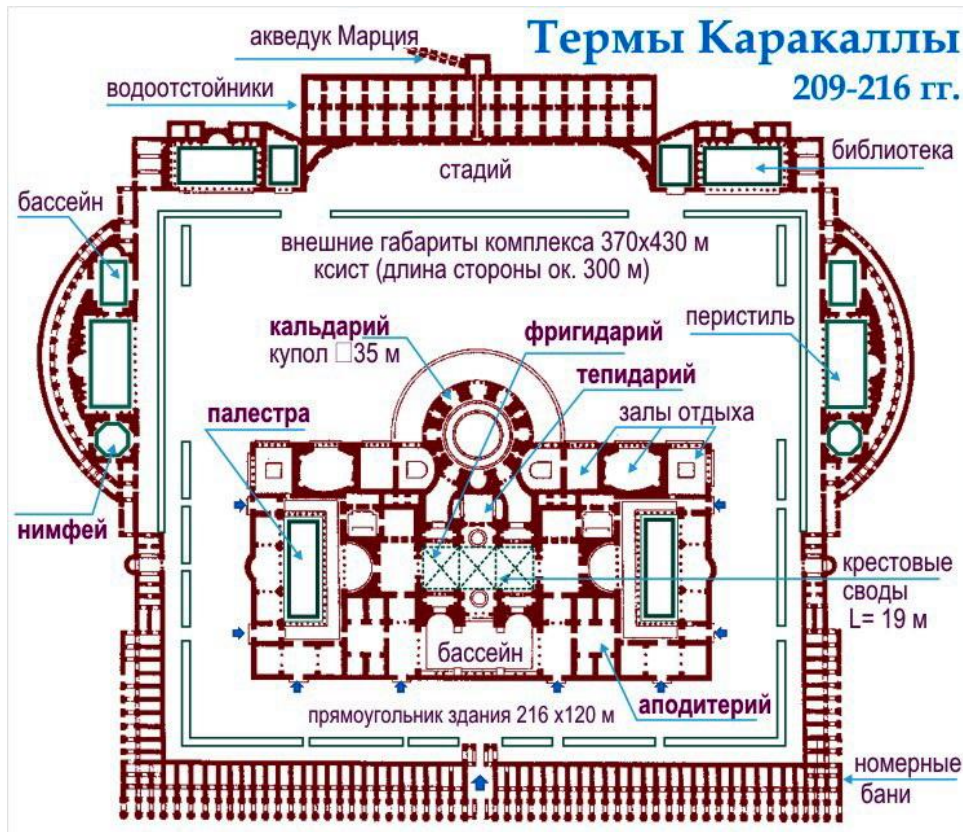 Термы Каракаллы
209-216 гг.
акведук Марция
водоотстойники
стадий
библиотека
бассейн
внешние габариты комплекса 370х430 м
ксист (длина стороны ок. 300 м)
кальдарий
купол □35 м
фригидарий
тепидарий
перистиль
палестра
залы отдыха
нимфей
крестовые
своды
L= 19 м
бассейн
аподитерий
прямоугольник здания 216 х120 м
номерные
бани